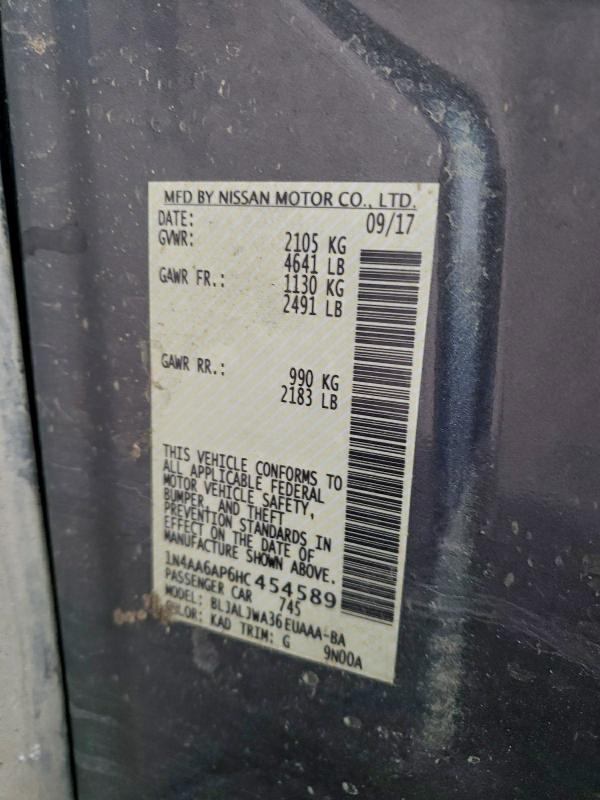 MFD BY NISSAN MOTOR CO., LTD.
DATE: 09/17
GVWR: 2105 KG
4641 LB
GAWR FR.: 1130 KG
2491 LB
GAWR RR.: 990 KG
2183 LB
THIS VEHICLE CONFORMS TO
ALL APPLICABLE FEDERAL
MOTOR VEHICLE SAFETY,
BUMPER, AND THEFT
PREVENTION STANDARDS IN
EFFECT ON THE DATE OF
MANUFACTURE SHOWN ABOVE.
1N4AA6AP6HC 454589
PASSENGER CAR 745
MODEL: BLJALJWA36EUAAA-BA
COLOR: KAD TRIM: G 9N00A